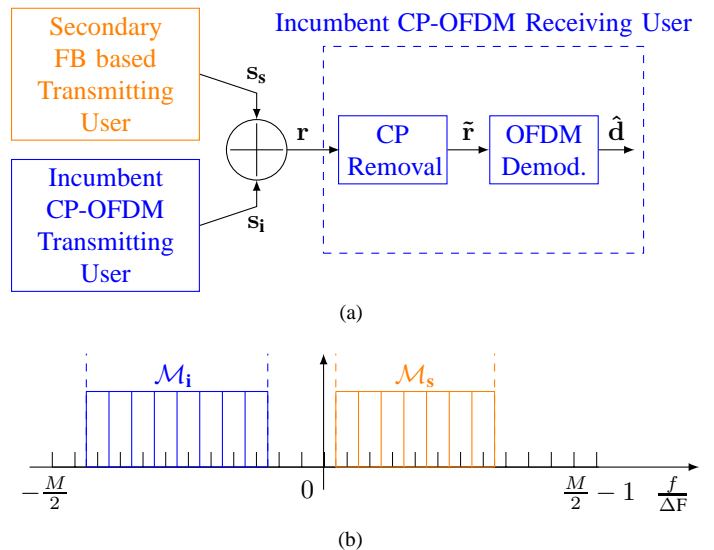 Incumbent CP-OFDM Receiving User
Secondary
FB based
Transmitting
User
s_s
r
CP
Removal
r̃
OFDM
Demod.
d̂
Incumbent
CP-OFDM
Transmitting
User
s_i
(a)
ℳ_i
ℳ_s
−M/2
0
M/2 − 1
f/ΔF
(b)